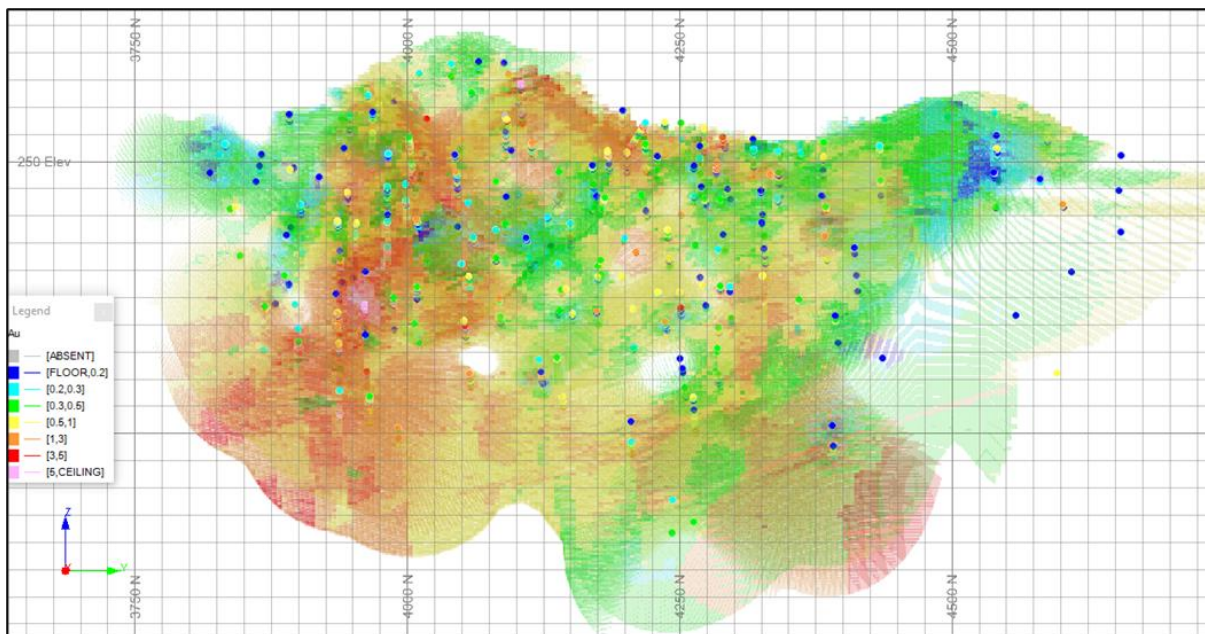 3750 N
4000 N
4250 N
4500 N
250 Elev
Legend
Au
[ABSENT]
[FLOOR,0.2]
[0.2,0.3]
[0.3,0.5]
[0.5,1]
[1,3]
[3,5]
[5,CEILING]
Z
Y
X
3750 N
4000 N
4250 N
4500 N